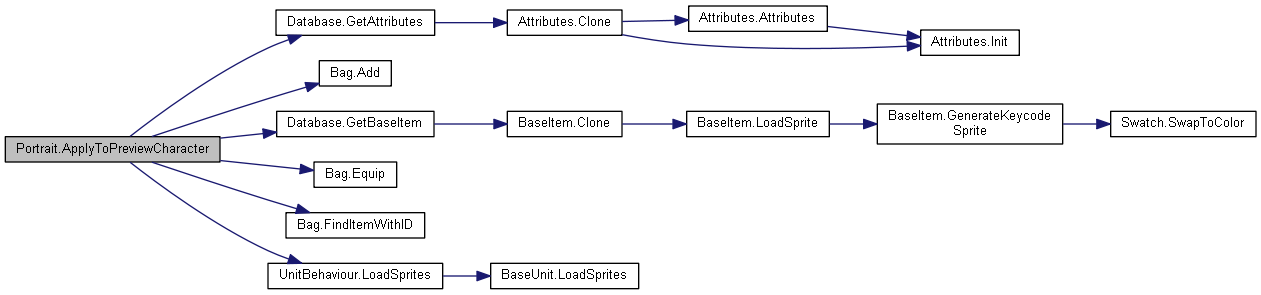 Portrait.ApplyToPreviewCharacter
Database.GetAttributes
Attributes.Clone
Attributes.Attributes
Attributes.Init
Bag.Add
Database.GetBaseItem
BaseItem.Clone
BaseItem.LoadSprite
BaseItem.GenerateKeycode
Sprite
Swatch.SwapToColor
Bag.Equip
Bag.FindItemWithID
UnitBehaviour.LoadSprites
BaseUnit.LoadSprites